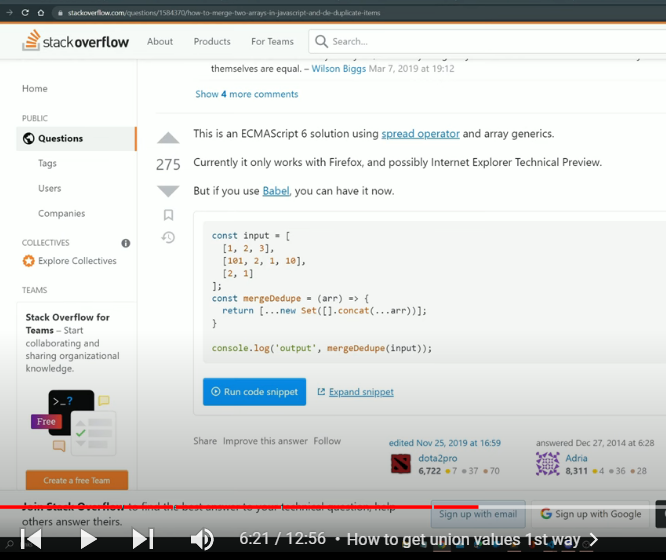 stackoverflow.com/questions/1584370/how-to-merge-two-arrays-in-javascript-and-de-duplicate-items
stackoverflow About Products For Teams Search...
themselves are equal. – Wilson Biggs Mar 7, 2019 at 19:12
Show 4 more comments
Home
PUBLIC
Questions
Tags
Users
Companies
COLLECTIVES
Explore Collectives
TEAMS
Stack Overflow for
Teams – Start
collaborating and
sharing organizational
knowledge.
>_?
Free
Create a free Team
This is an ECMAScript 6 solution using spread operator and array generics.
275
Currently it only works with Firefox, and possibly Internet Explorer Technical Preview.
But if you use Babel, you can have it now.
const input = [
[1, 2, 3],
[101, 2, 1, 10],
[2, 1]
];
const mergeDedupe = (arr) => {
return [...new Set([].concat(...arr))];
}
console.log('output', mergeDedupe(input));
Run code snippet Expand snippet
Share Improve this answer Follow
edited Nov 25, 2019 at 16:59
dota2pro
6,722 7 37 70
answered Dec 27, 2014 at 6:28
Adria
8,311 4 36 28
Join Stack Overflow to find the best answer to your technical question, help
others answer theirs.
Sign up with email
Sign up with Google
6:21 / 12:56 • How to get union values 1st way